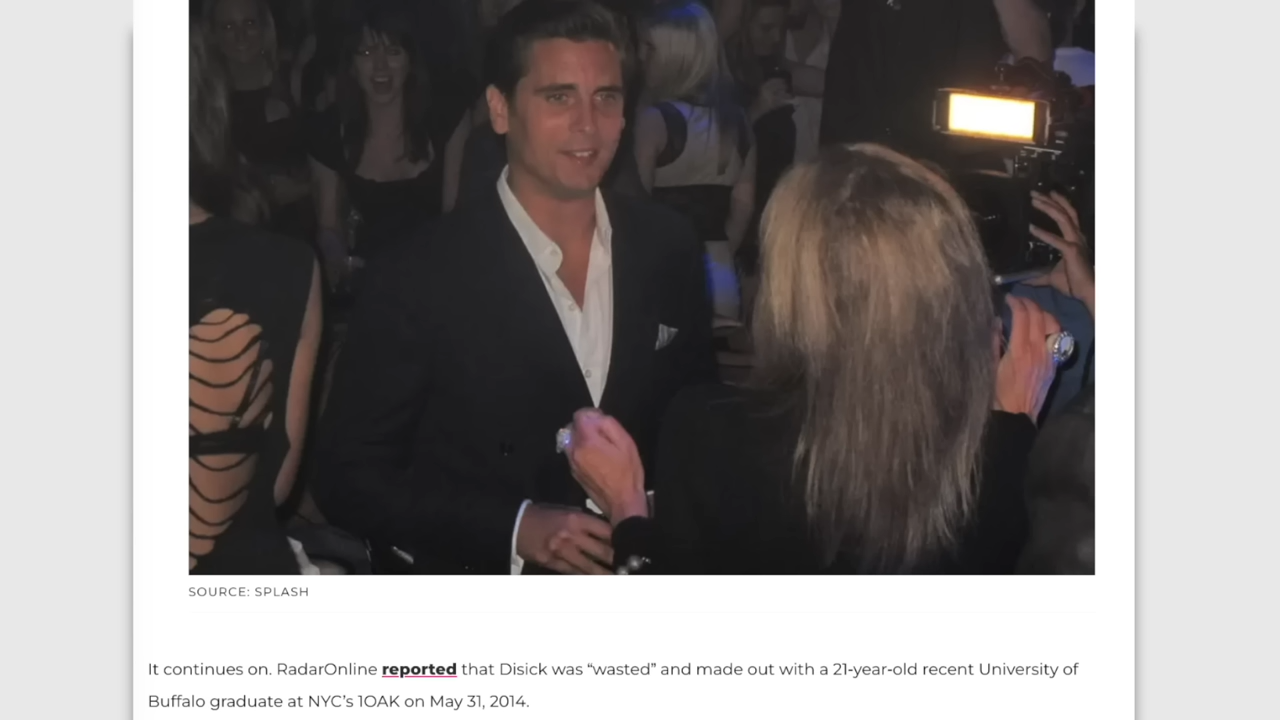 SOURCE: SPLASH
It continues on. RadarOnline reported that Disick was “wasted” and made out with a 21-year-old recent University of
Buffalo graduate at NYC’s 1OAK on May 31, 2014.